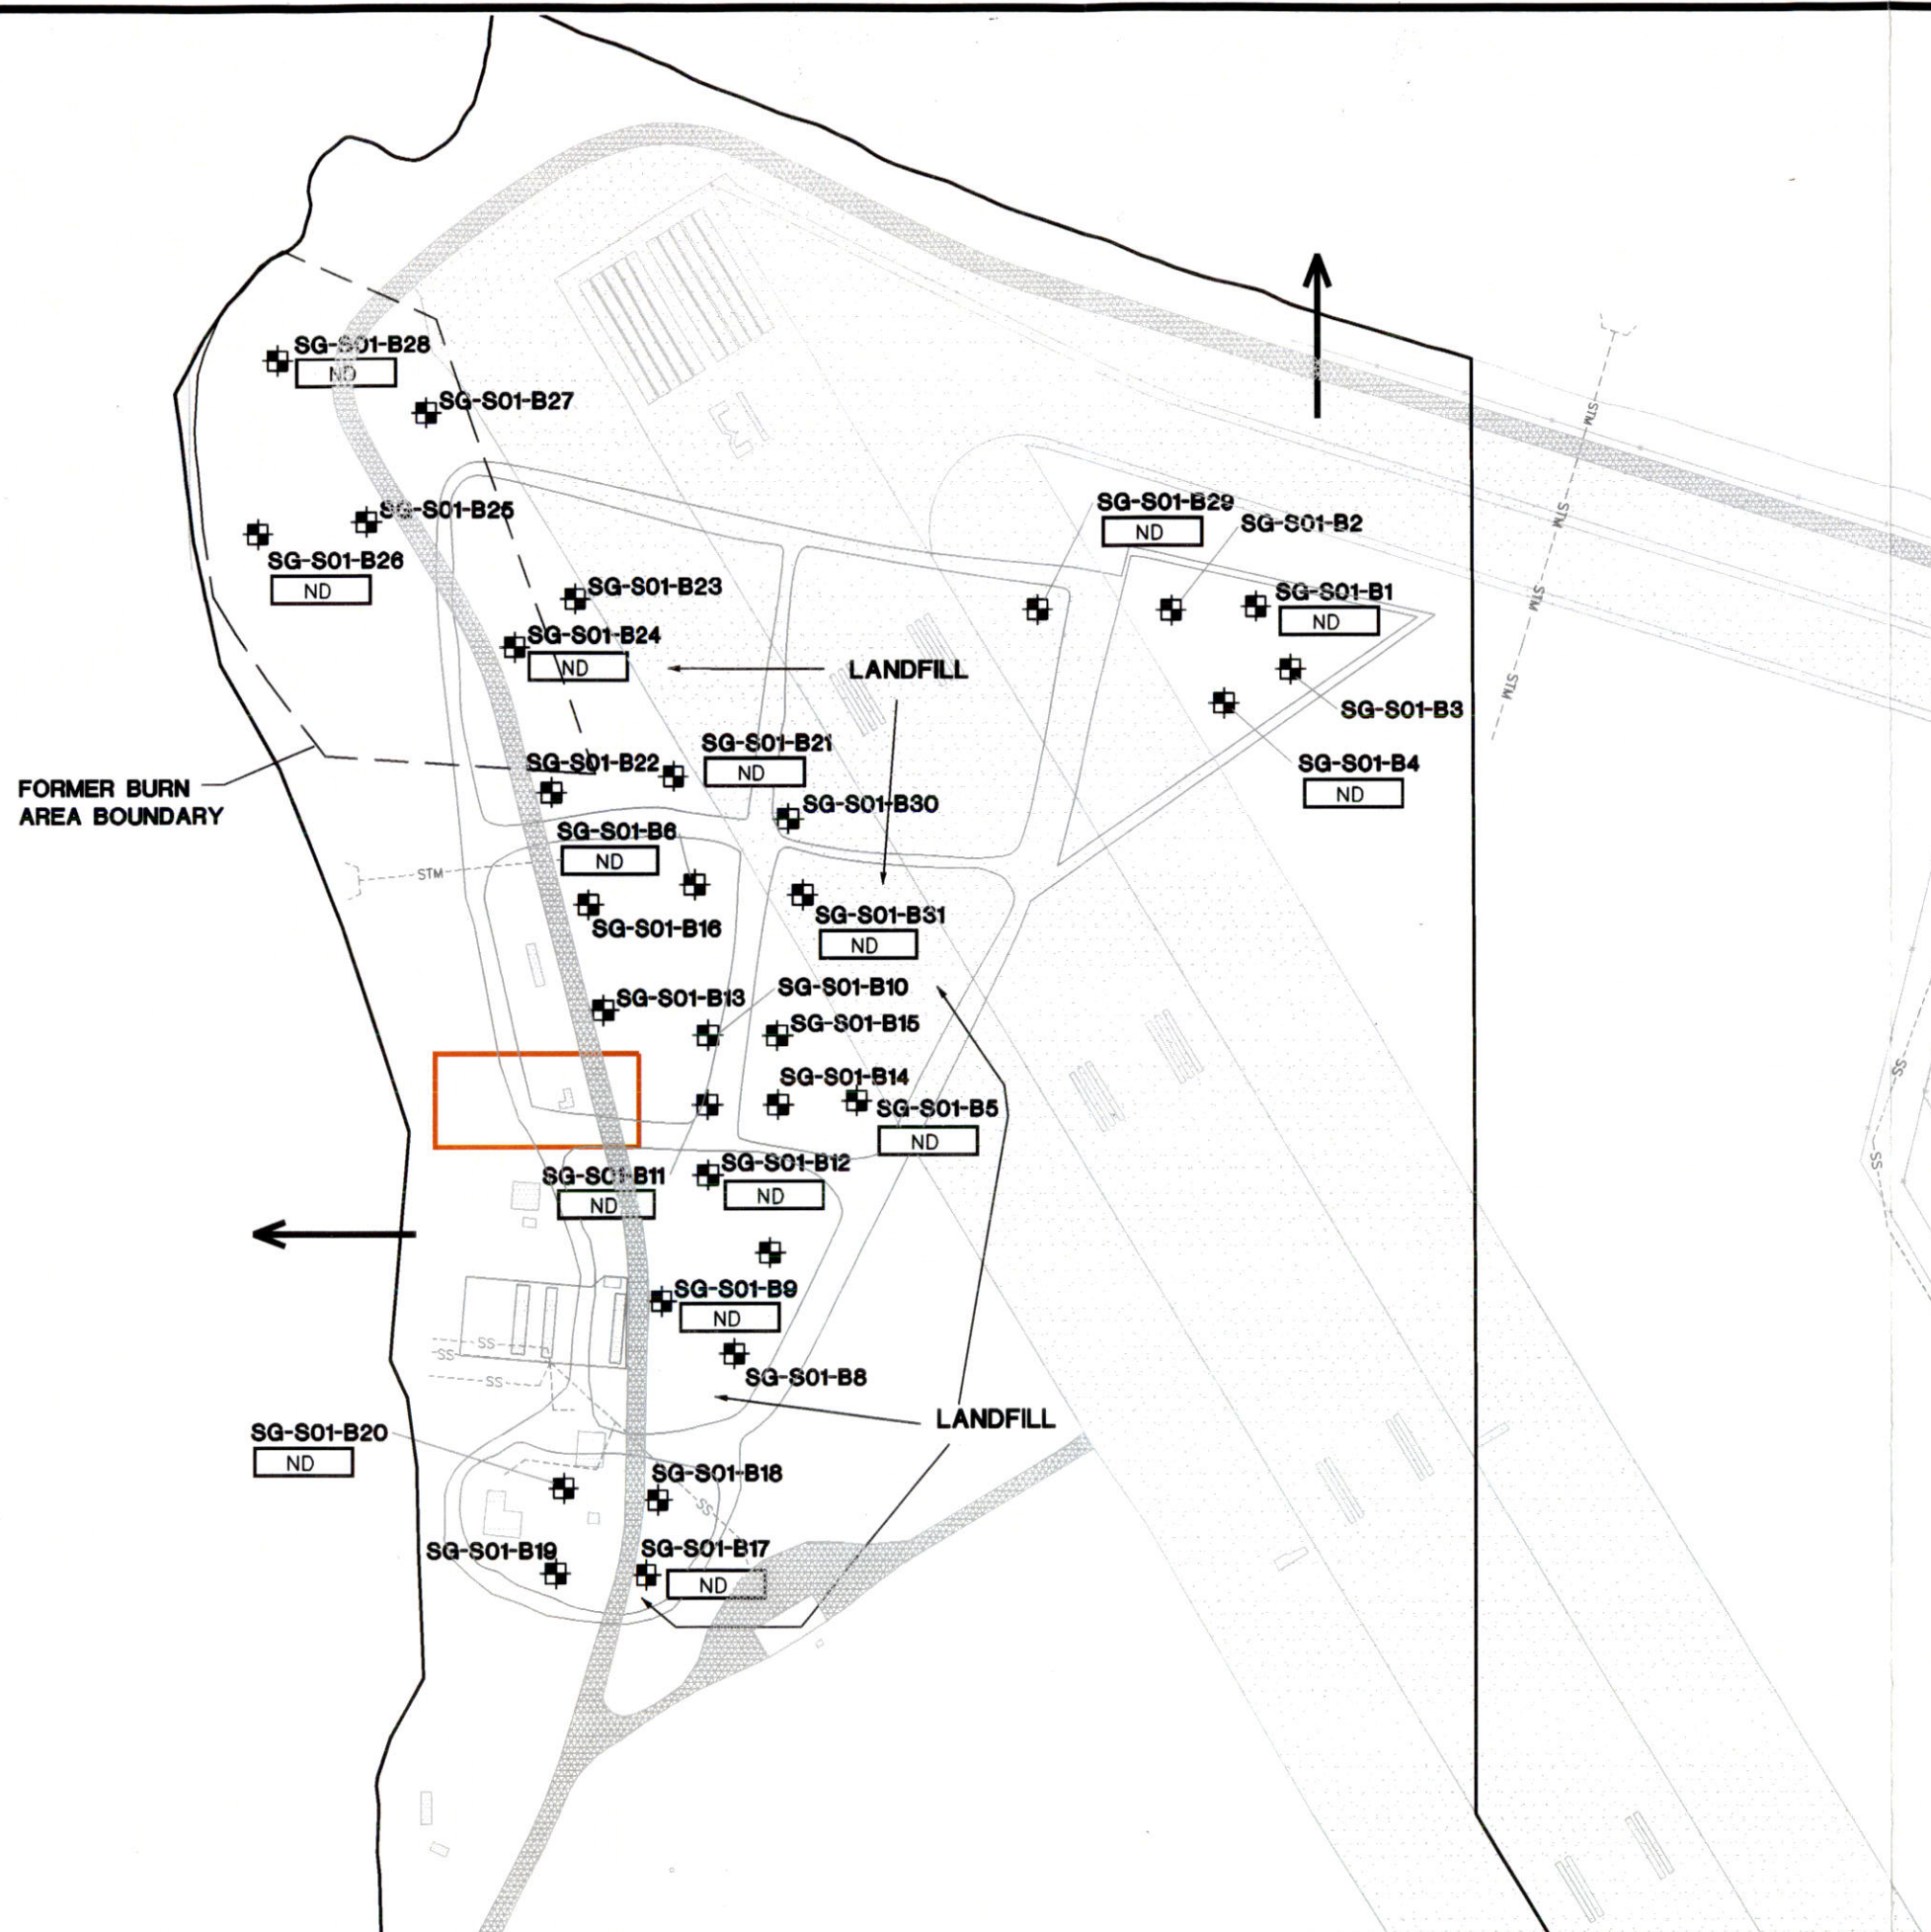 SG-S01-B28
ND
SG-S01-B27
SG-S01-B25
SG-S01-B26
ND
SG-S01-B29
ND
SG-S01-B2
SG-S01-B1
ND
SG-S01-B3
SG-S01-B4
ND
STM
STM
STM
STM
SG-S01-B23
SG-S01-B24
ND
LANDFILL
SG-S01-B21
ND
SG-S01-B22
FORMER BURN
AREA BOUNDARY
SG-S01-B30
SG-S01-B6
ND
STM
SG-S01-B16
SG-S01-B31
ND
SG-S01-B10
SG-S01-B13
SG-S01-B15
SG-S01-B14
SG-S01-B5
ND
SG-S01-B12
ND
SG-S01-B11
ND
SS
SS
SG-S01-B9
ND
SS
SS
SS
SG-S01-B8
LANDFILL
SG-S01-B20
ND
SG-S01-B18
SS
SG-S01-B19
SG-S01-B17
ND